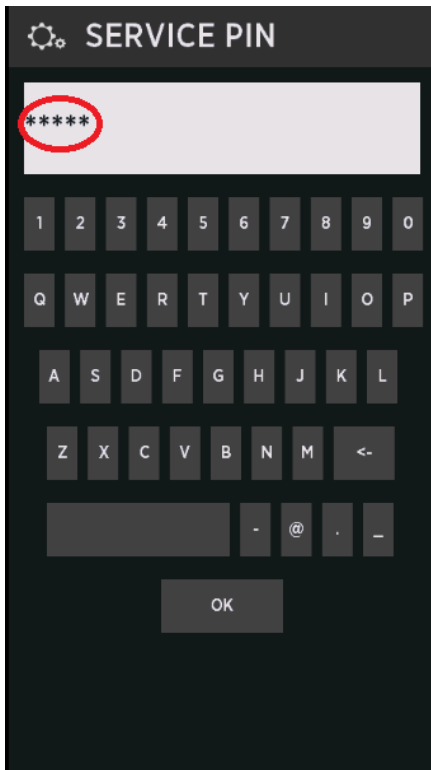 SERVICE PIN
*****
1 2 3 4 5 6 7 8 9 0
Q W E R T Y U I O P
A S D F G H J K L
Z X C V B N M <-
- @ . _
OK